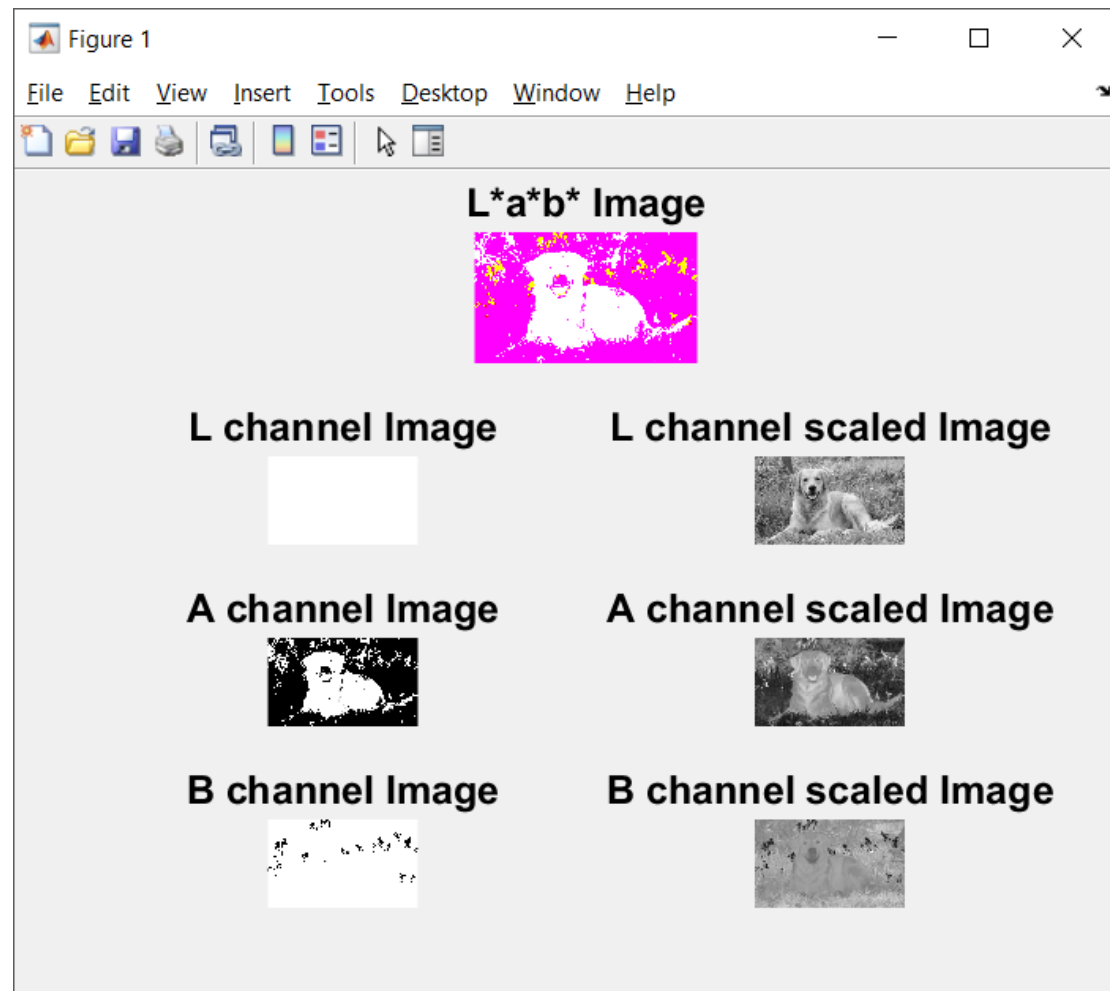 Figure 1
File Edit View Insert Tools Desktop Window Help
L*a*b* Image
L channel Image
L channel scaled Image
A channel Image
A channel scaled Image
B channel Image
B channel scaled Image